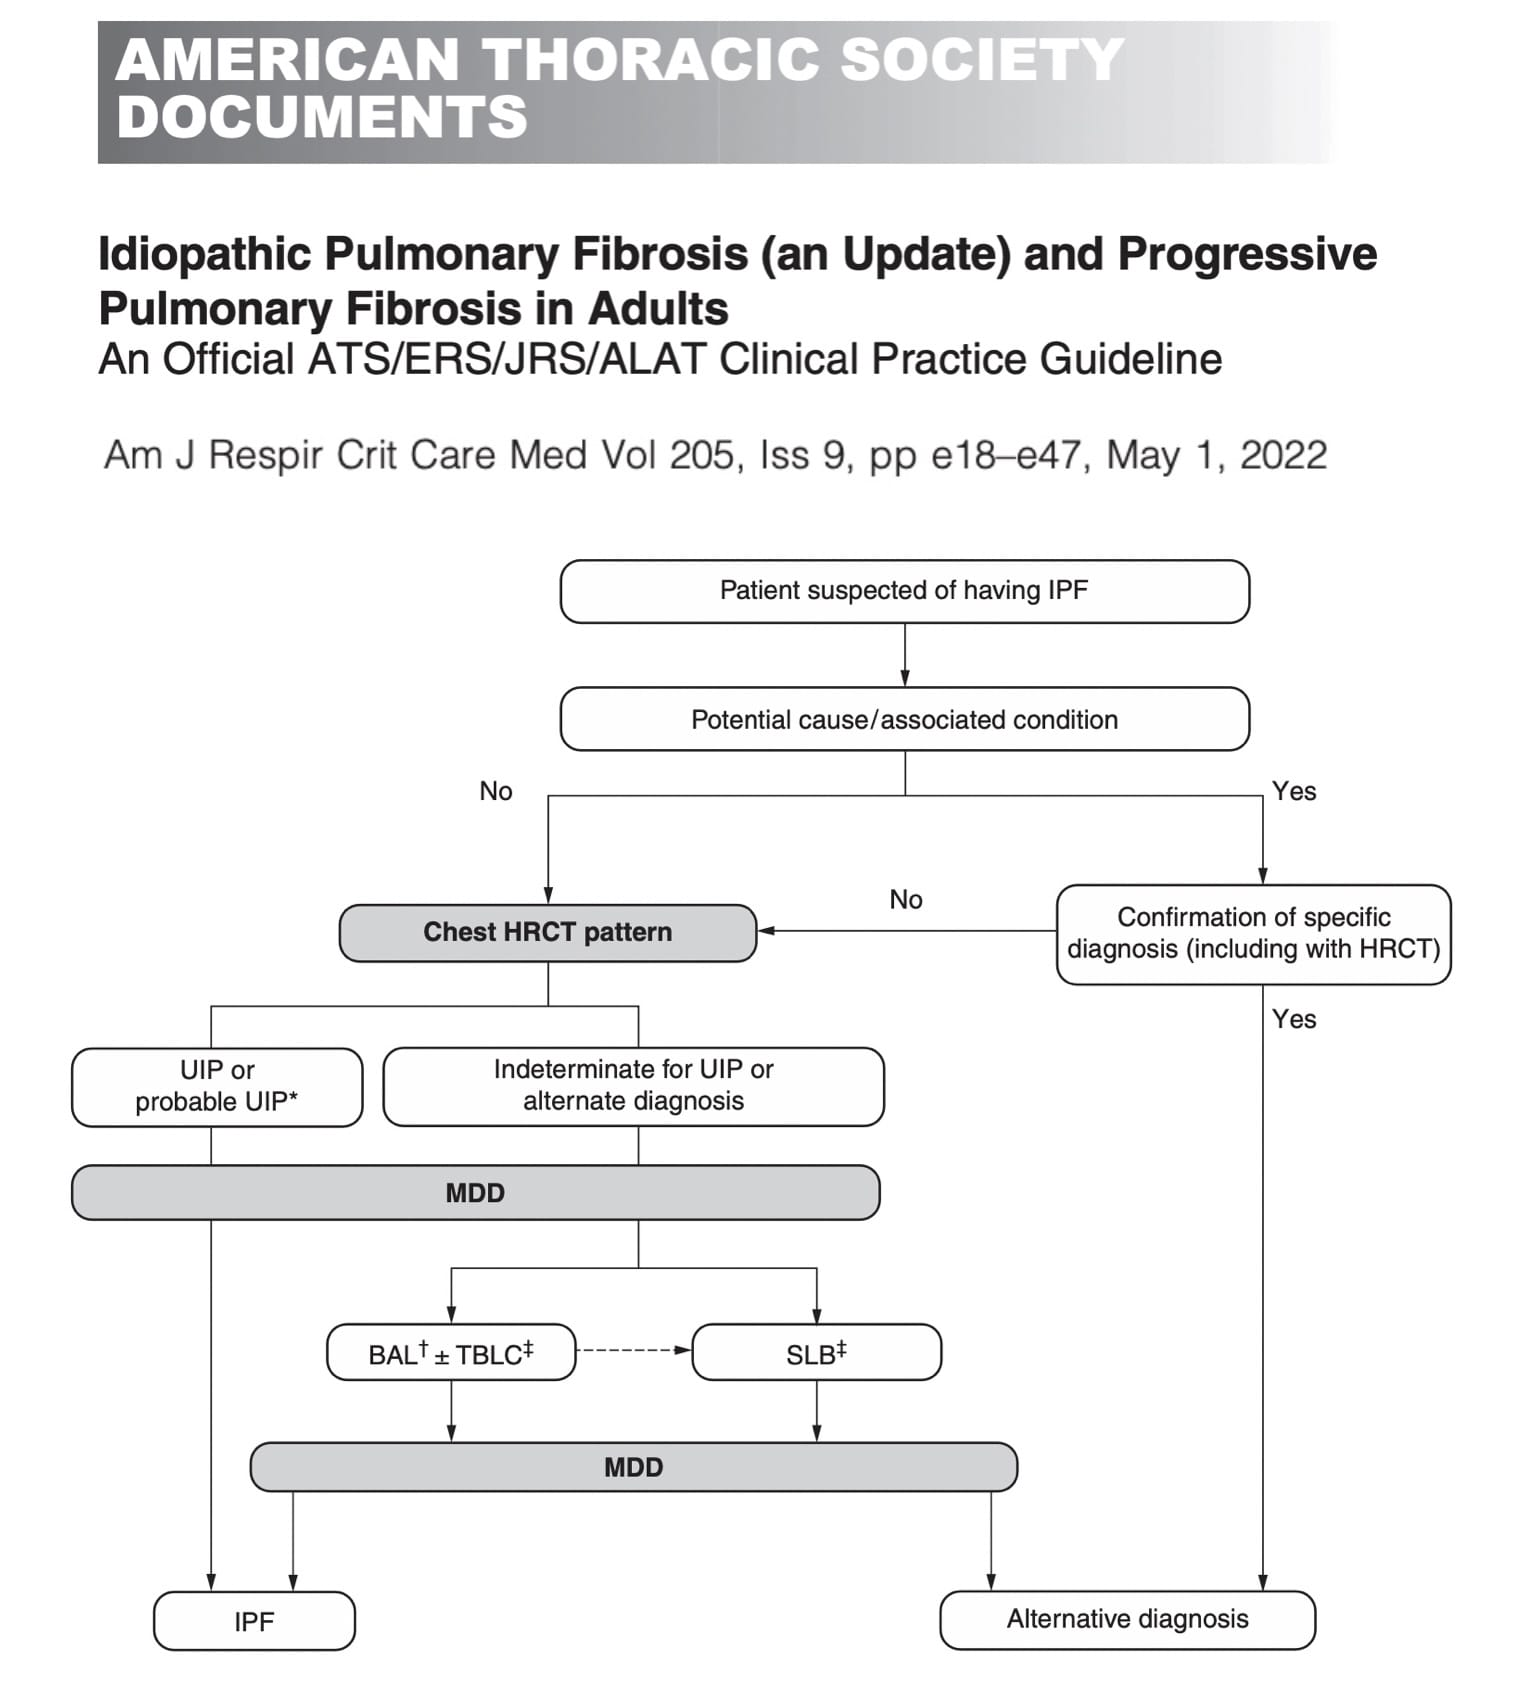 AMERICAN THORACIC SOCIETY
DOCUMENTS
Idiopathic Pulmonary Fibrosis (an Update) and Progressive
Pulmonary Fibrosis in Adults
An Official ATS/ERS/JRS/ALAT Clinical Practice Guideline
Am J Respir Crit Care Med Vol 205, Iss 9, pp e18–e47, May 1, 2022
Patient suspected of having IPF
Potential cause/associated condition
No
Yes
No
Chest HRCT pattern
Confirmation of specific
diagnosis (including with HRCT)
Yes
UIP or
probable UIP*
Indeterminate for UIP or
alternate diagnosis
MDD
BAL† ± TBLC‡
SLB‡
MDD
IPF
Alternative diagnosis